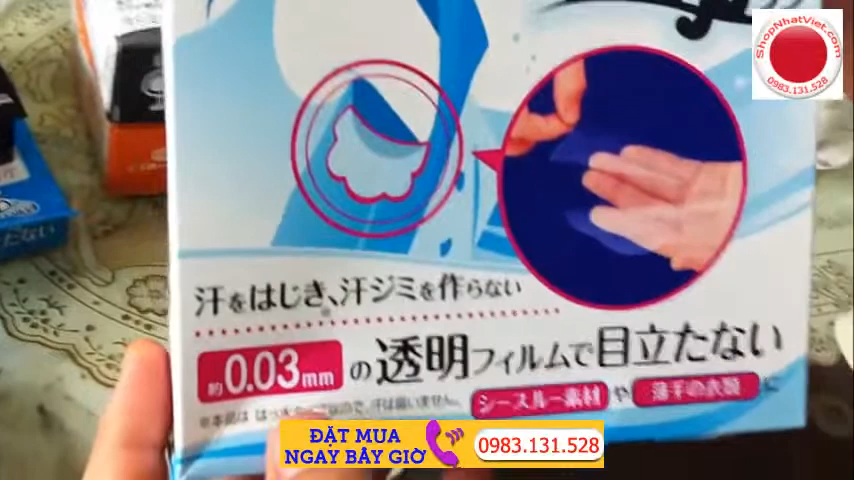 ShopNhatViet.com
0983.131.528
汗をはじき、汗ジミを作らない
約0.03mm の透明フィルムで目立たない
シースルー素材 や 薄手の衣類 に
ĐẶT MUA
NGAY BÂY GIỜ
0983.131.528